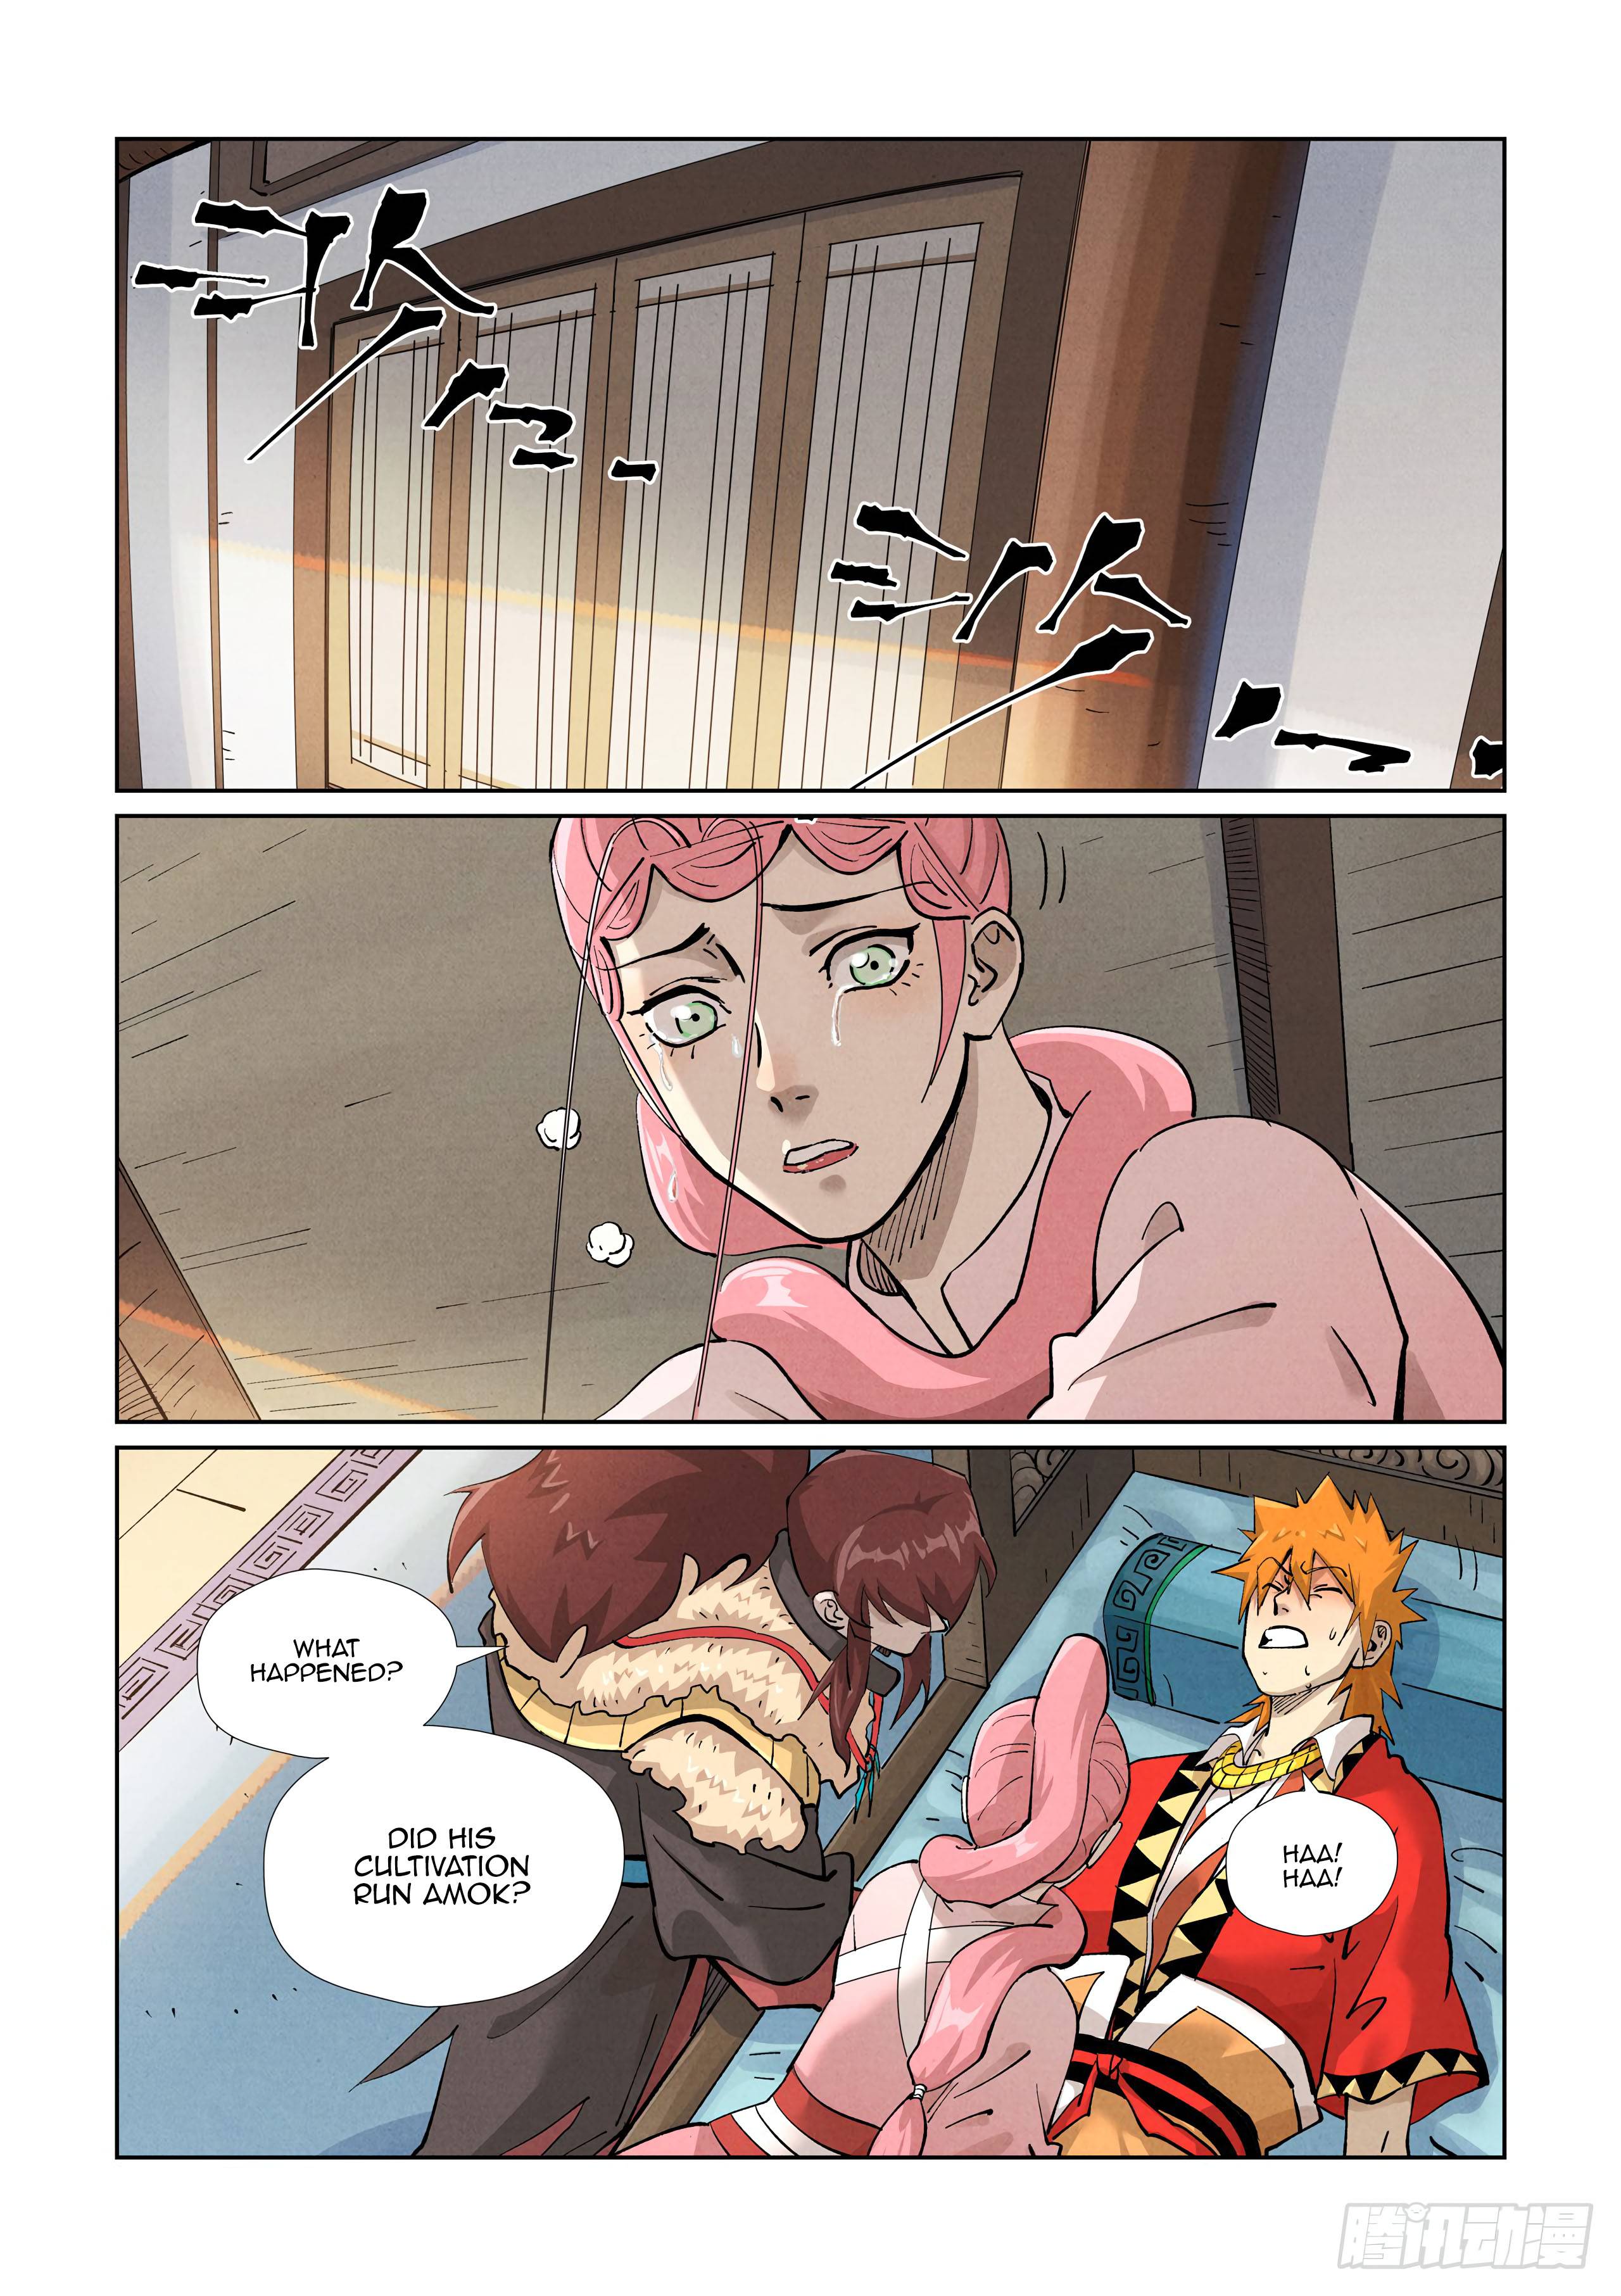 WHAT
HAPPENED?
DID HIS
CULTIVATION
RUN AMOK?
HAA!
HAA!
腾讯动漫